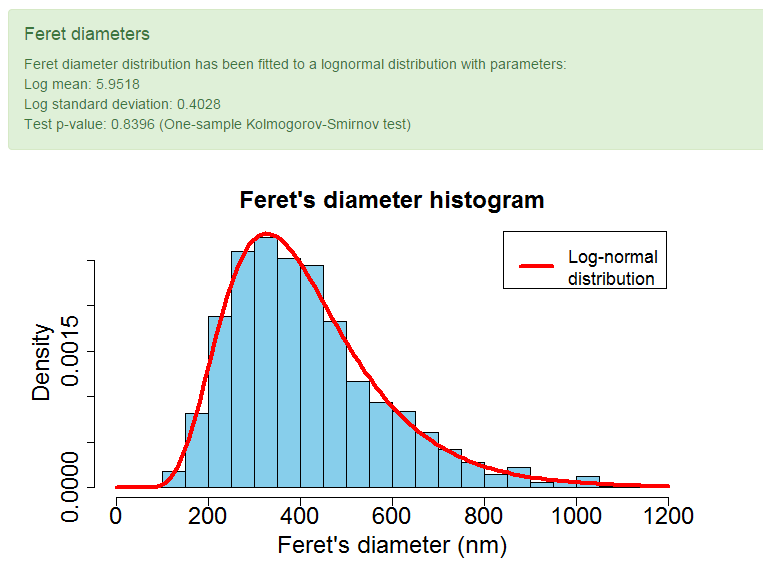 Feret diameters
Feret diameter distribution has been fitted to a lognormal distribution with parameters:
Log mean: 5.9518
Log standard deviation: 0.4028
Test p-value: 0.8396 (One-sample Kolmogorov-Smirnov test)
Feret's diameter histogram
Log-normal
distribution
Density
0.0015
0.0000
0 200 400 600 800 1000 1200
Feret's diameter (nm)